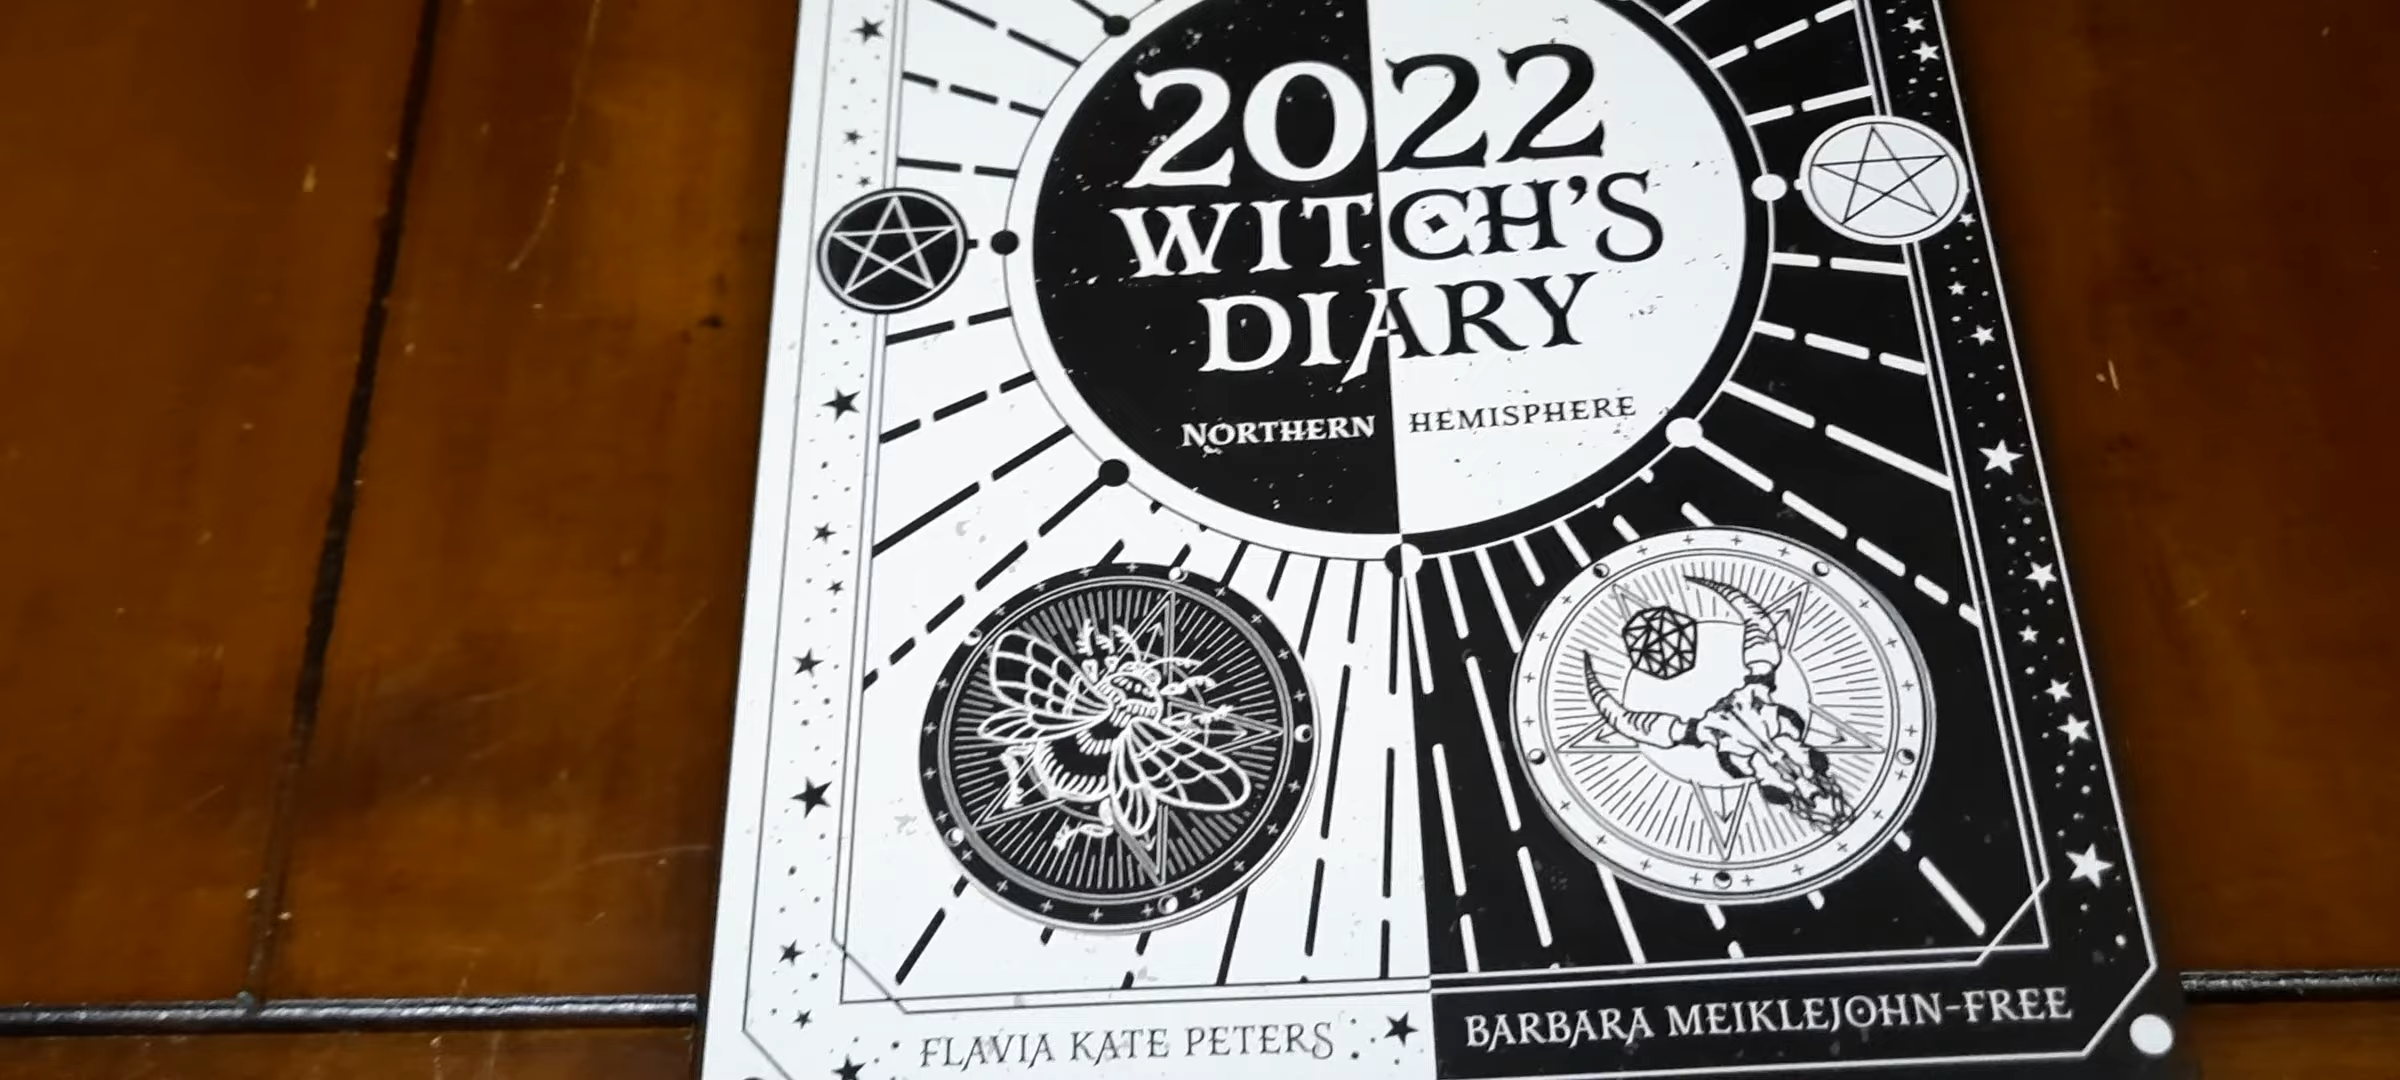 2022
WITCH'S
DIARY
NORTHERN HEMISPHERE
FLAVIA KATE PETERS
BARBARA MEIKLEJOHN-FREE